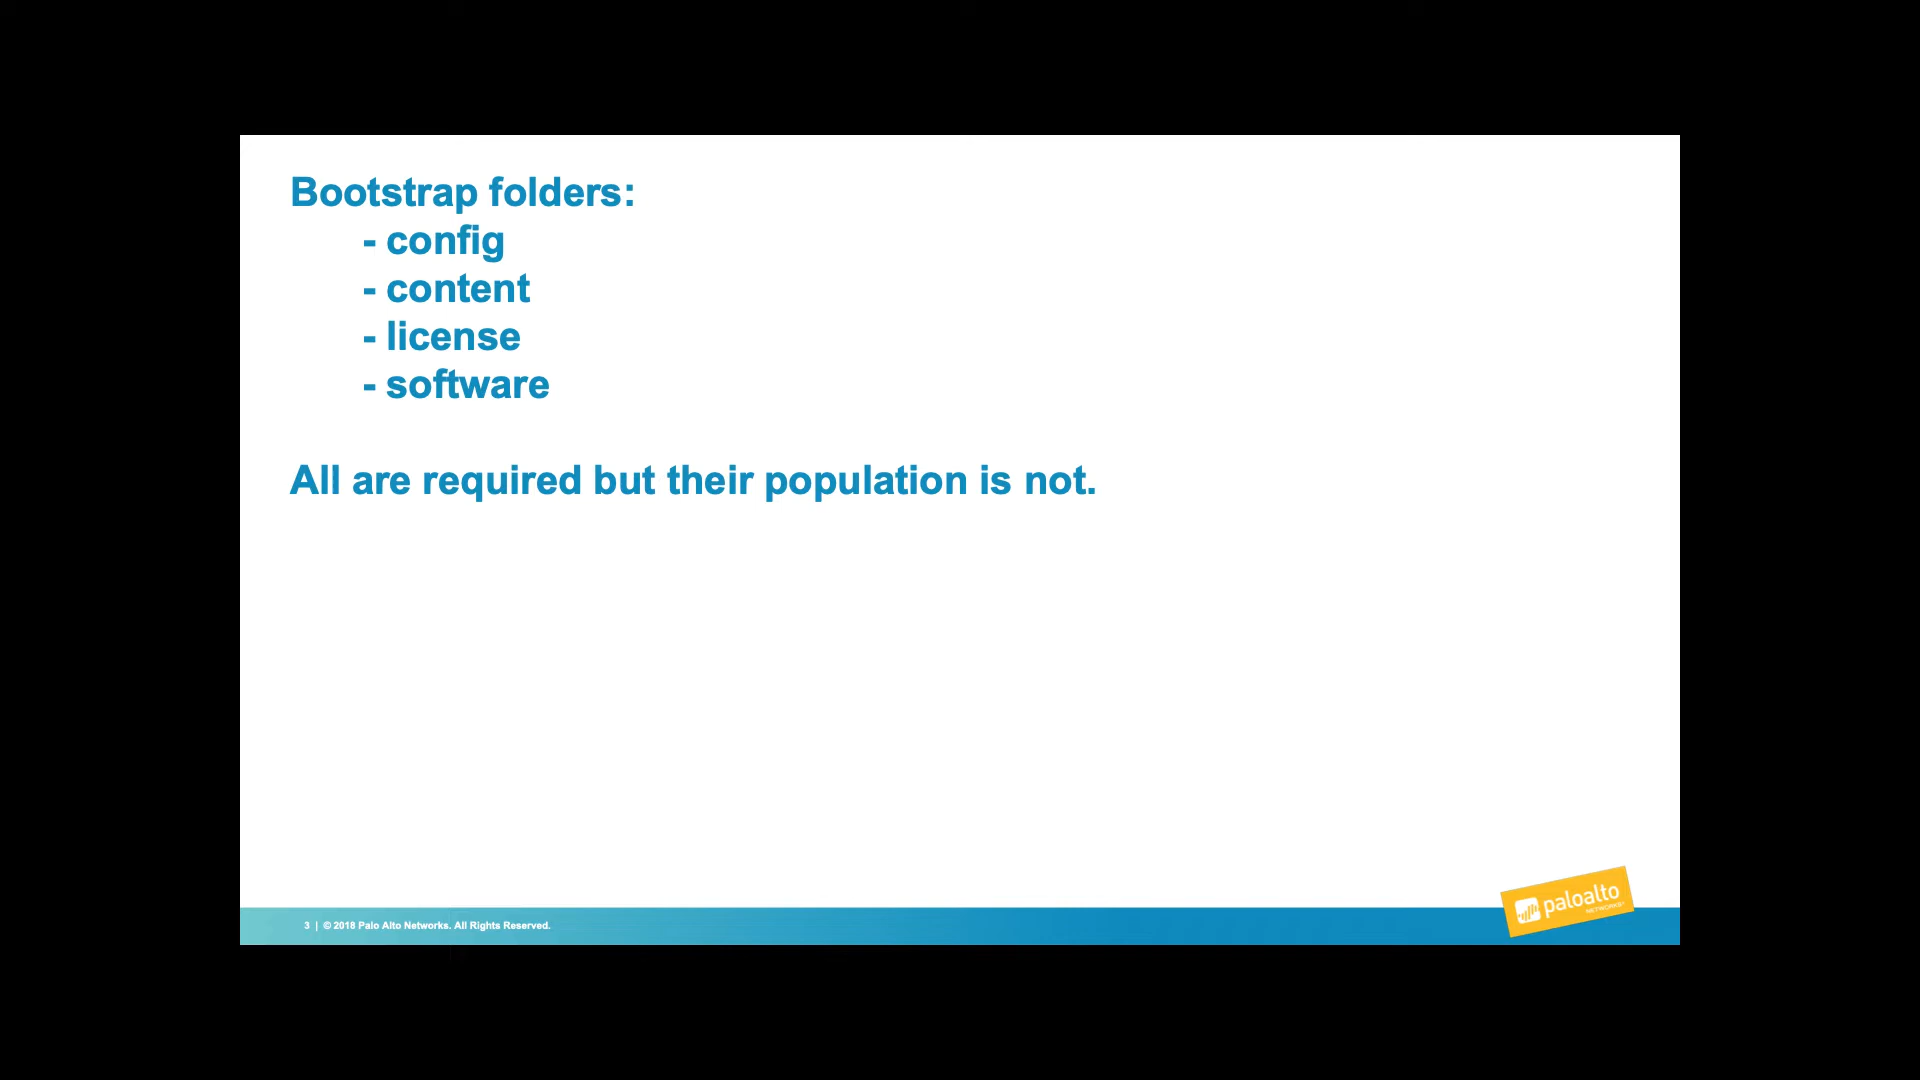 Bootstrap folders:
- config
- content
- license
- software
All are required but their population is not.
3 | © 2018 Palo Alto Networks. All Rights Reserved.
paloalto
NETWORKS